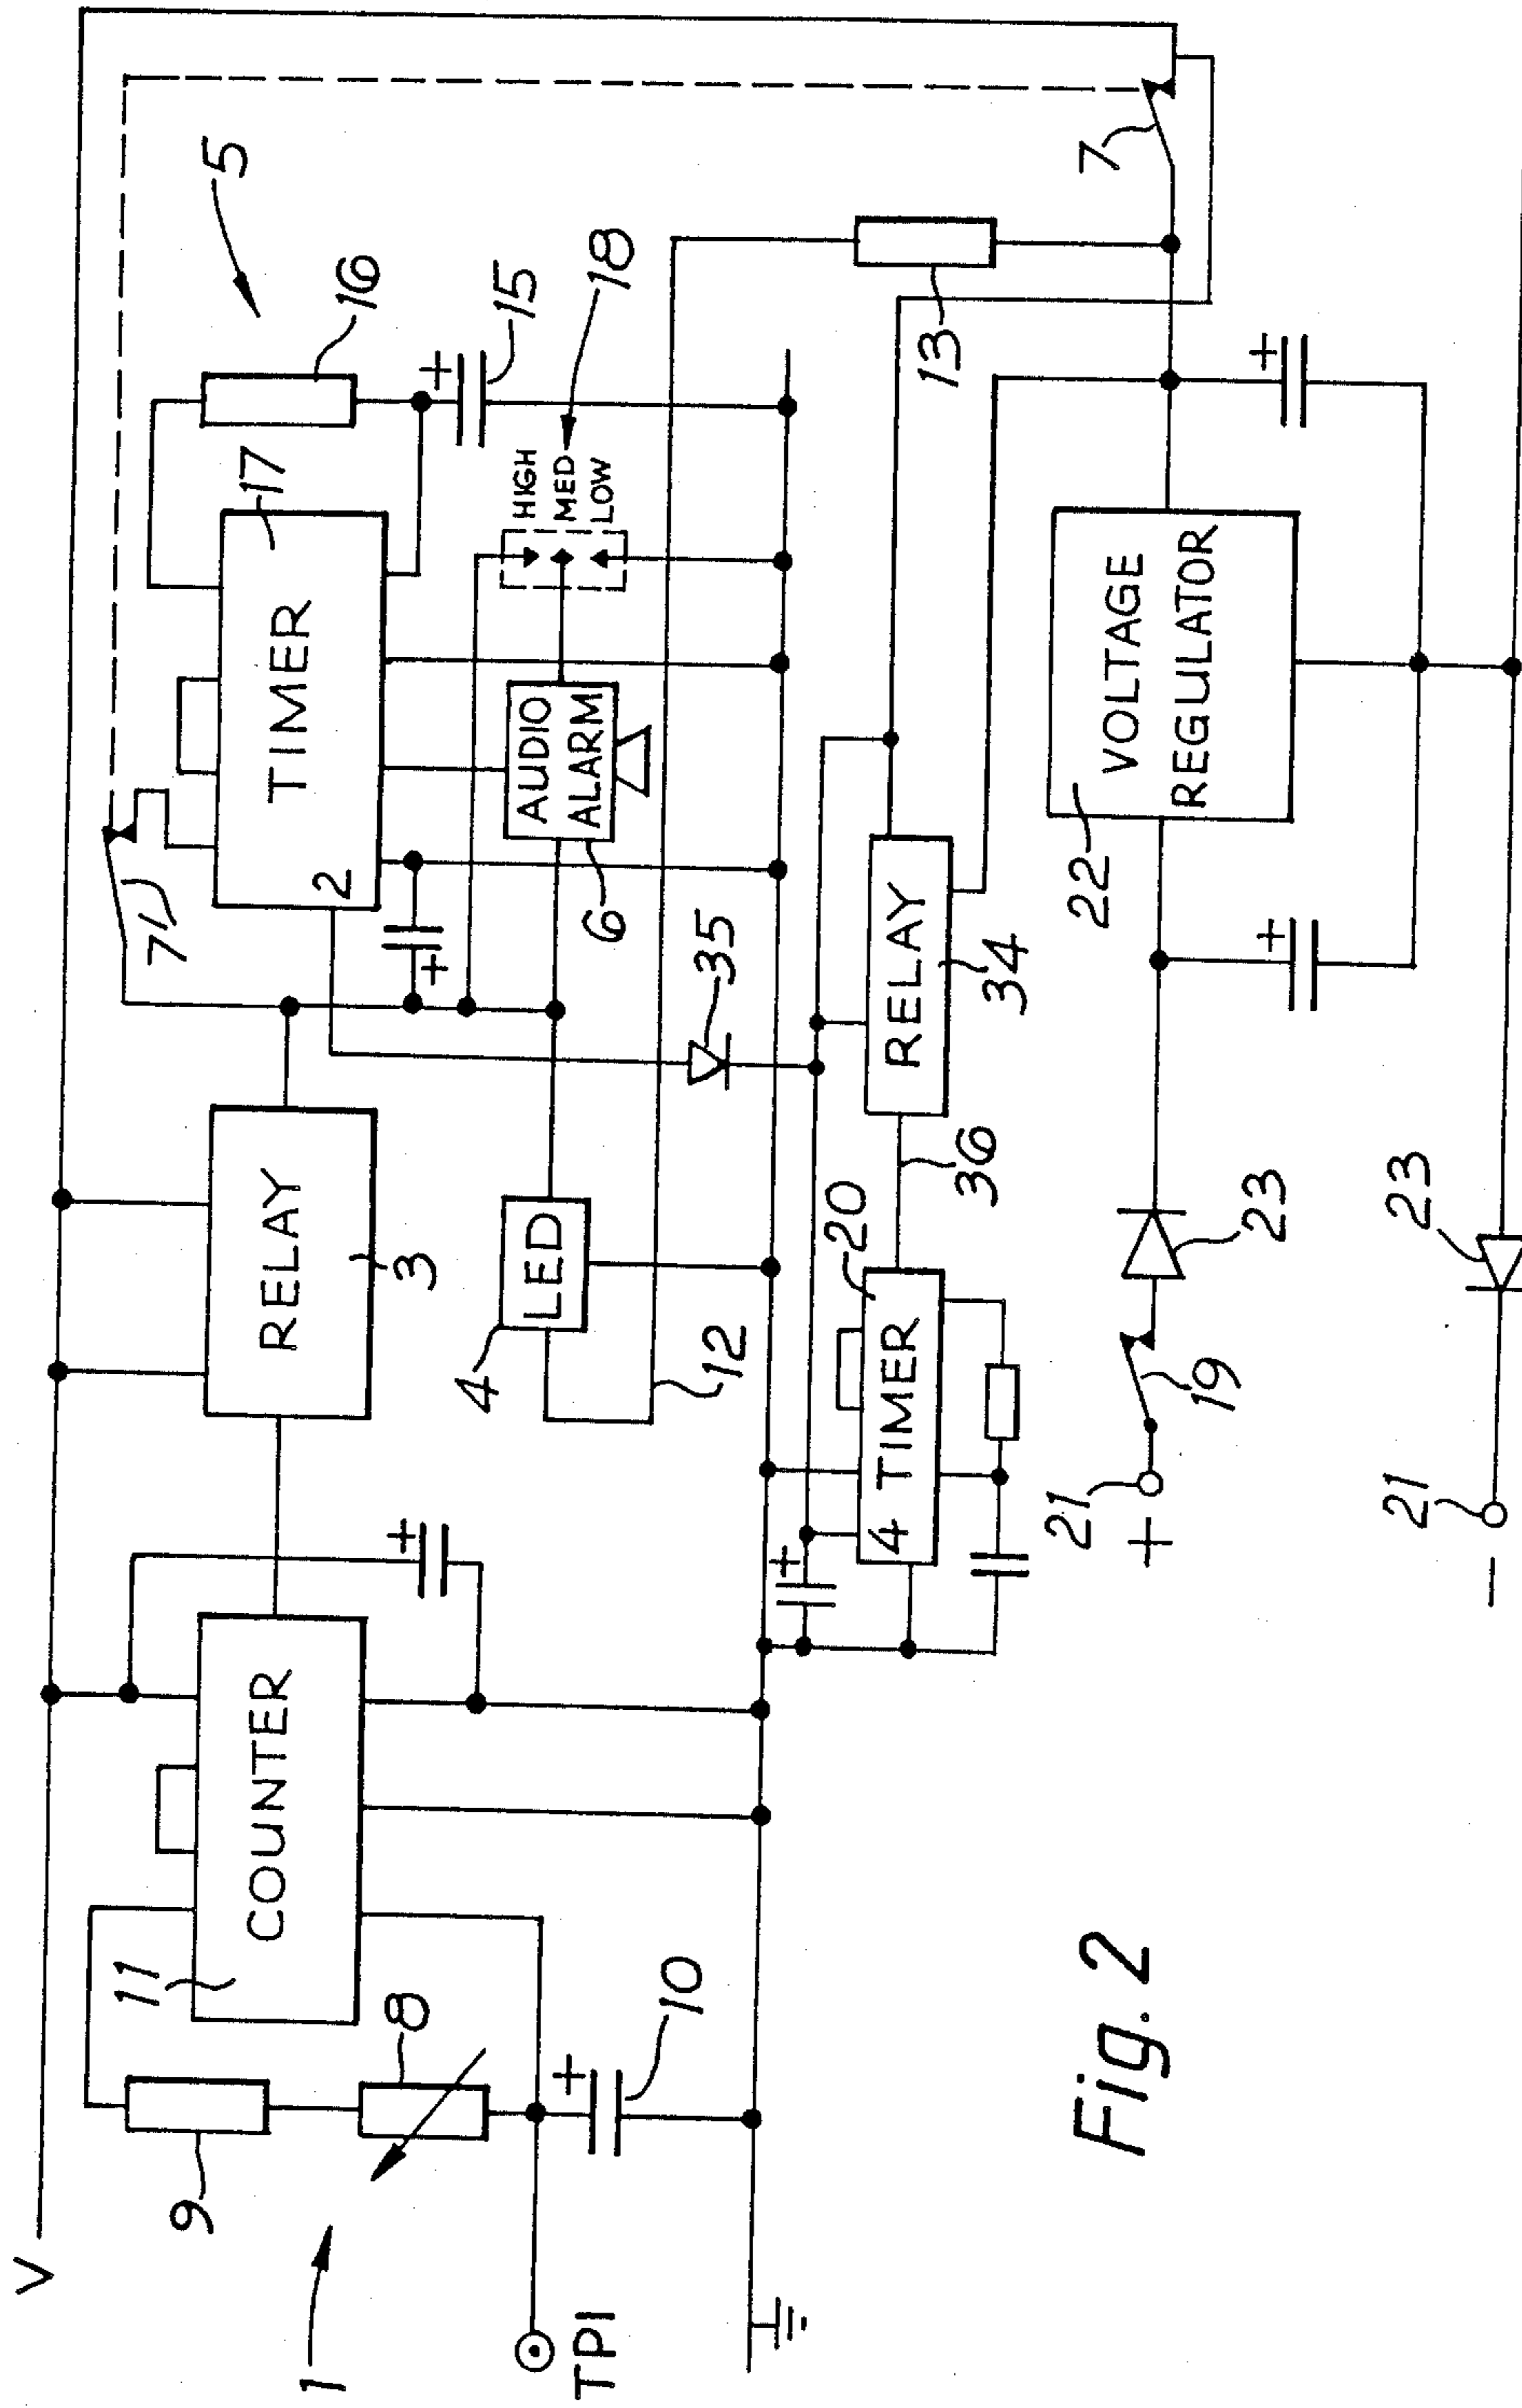 V
1
TP1
9
8
10
11
COUNTER
+
RELAY
3
4
LED
12
7
TIMER
2
17
16
5
+
15
+
AUDIO
ALARM
6
HIGH
MED
LOW
18
35
+
4 TIMER
20
36
RELAY
34
13
7
21
+
19
23
22
VOLTAGE
REGULATOR
+
+
21
−
23
Fig. 2